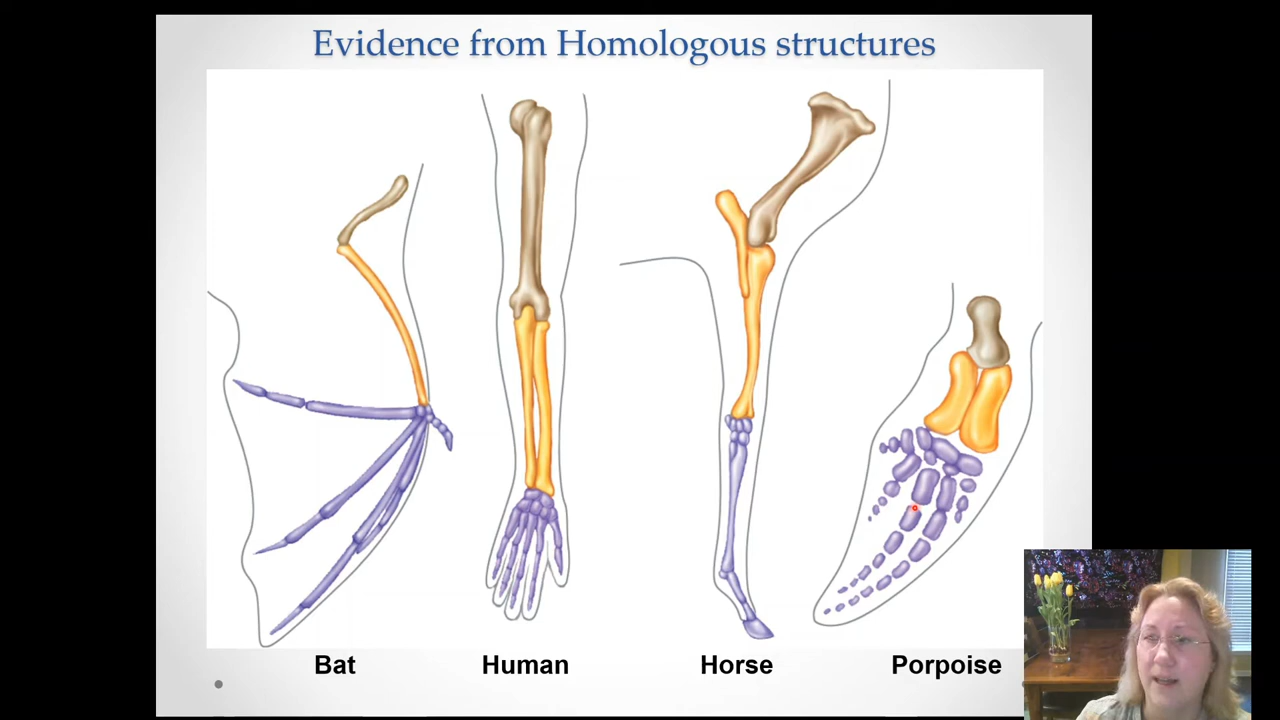 Evidence from Homologous structures
Bat
Human
Horse
Porpoise